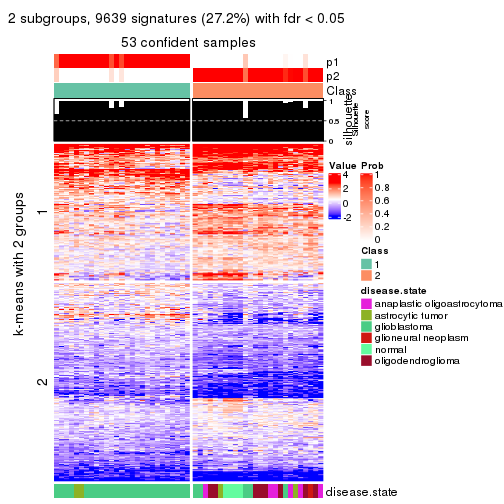 2 subgroups, 9639 signatures (27.2%) with fdr < 0.05
53 confident samples
p1
p2
Class
1
0.5
0
silhouette
Silhouette
score
k-means with 2 groups
1
2
disease.state
Value
4
2
0
-2
Prob
1
0.8
0.6
0.4
0.2
0
Class
1
2
disease.state
anaplastic oligoastrocytoma
astrocytic tumor
glioblastoma
glioneural neoplasm
normal
oligodendroglioma